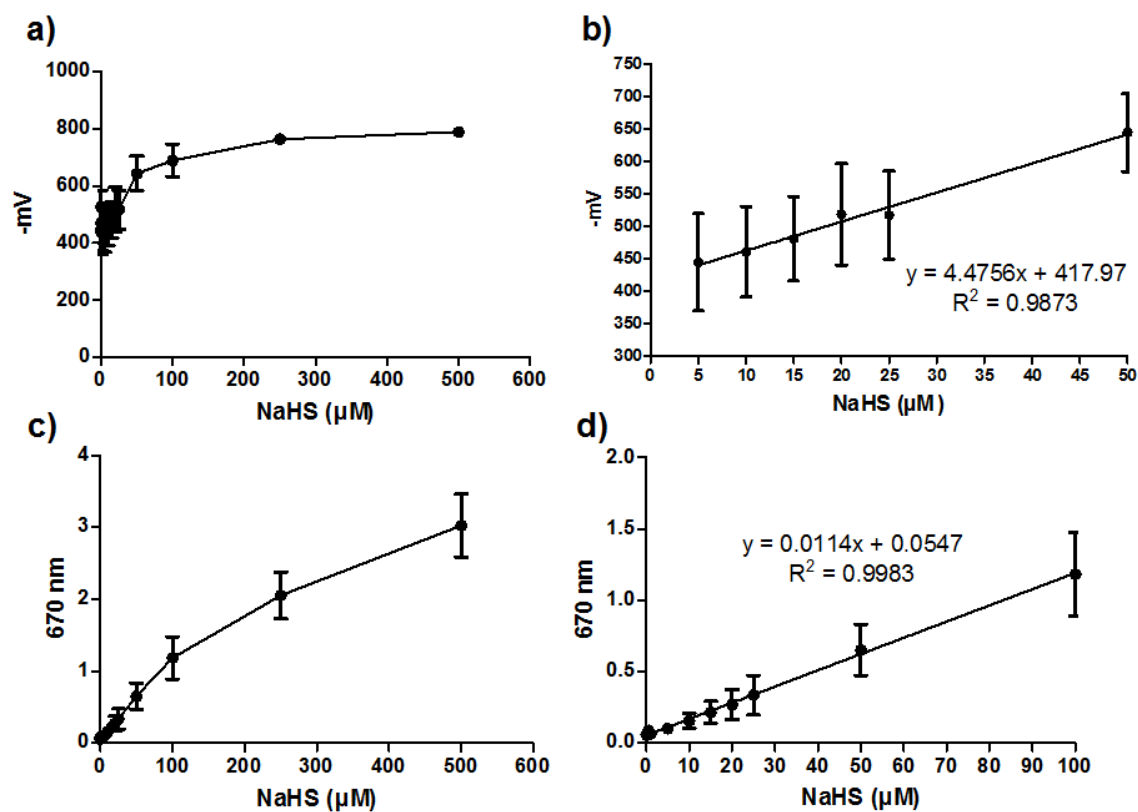 a)
1000
800
600
400
200
0
-mV
0 100 200 300 400 500 600
NaHS (µM)
b)
750
700
650
600
550
500
450
400
350
300
-mV
y = 4.4756x + 417.97
R² = 0.9873
0 5 10 15 20 25 30 35 40 45 50
NaHS (µM)
c)
4
3
2
1
0
670 nm
0 100 200 300 400 500 600
NaHS (µM)
d)
2.0
1.5
1.0
0.5
0.0
670 nm
y = 0.0114x + 0.0547
R² = 0.9983
0 10 20 30 40 50 60 70 80 90 100
NaHS (µM)